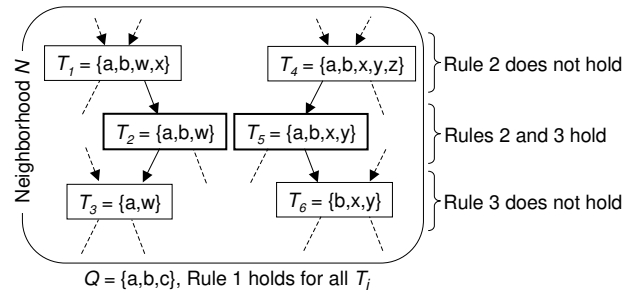 Neighborhood N
T1 = {a,b,w,x}
T4 = {a,b,x,y,z}
Rule 2 does not hold
T2 = {a,b,w}
T5 = {a,b,x,y}
Rules 2 and 3 hold
T3 = {a,w}
T6 = {b,x,y}
Rule 3 does not hold
Q = {a,b,c}, Rule 1 holds for all Ti